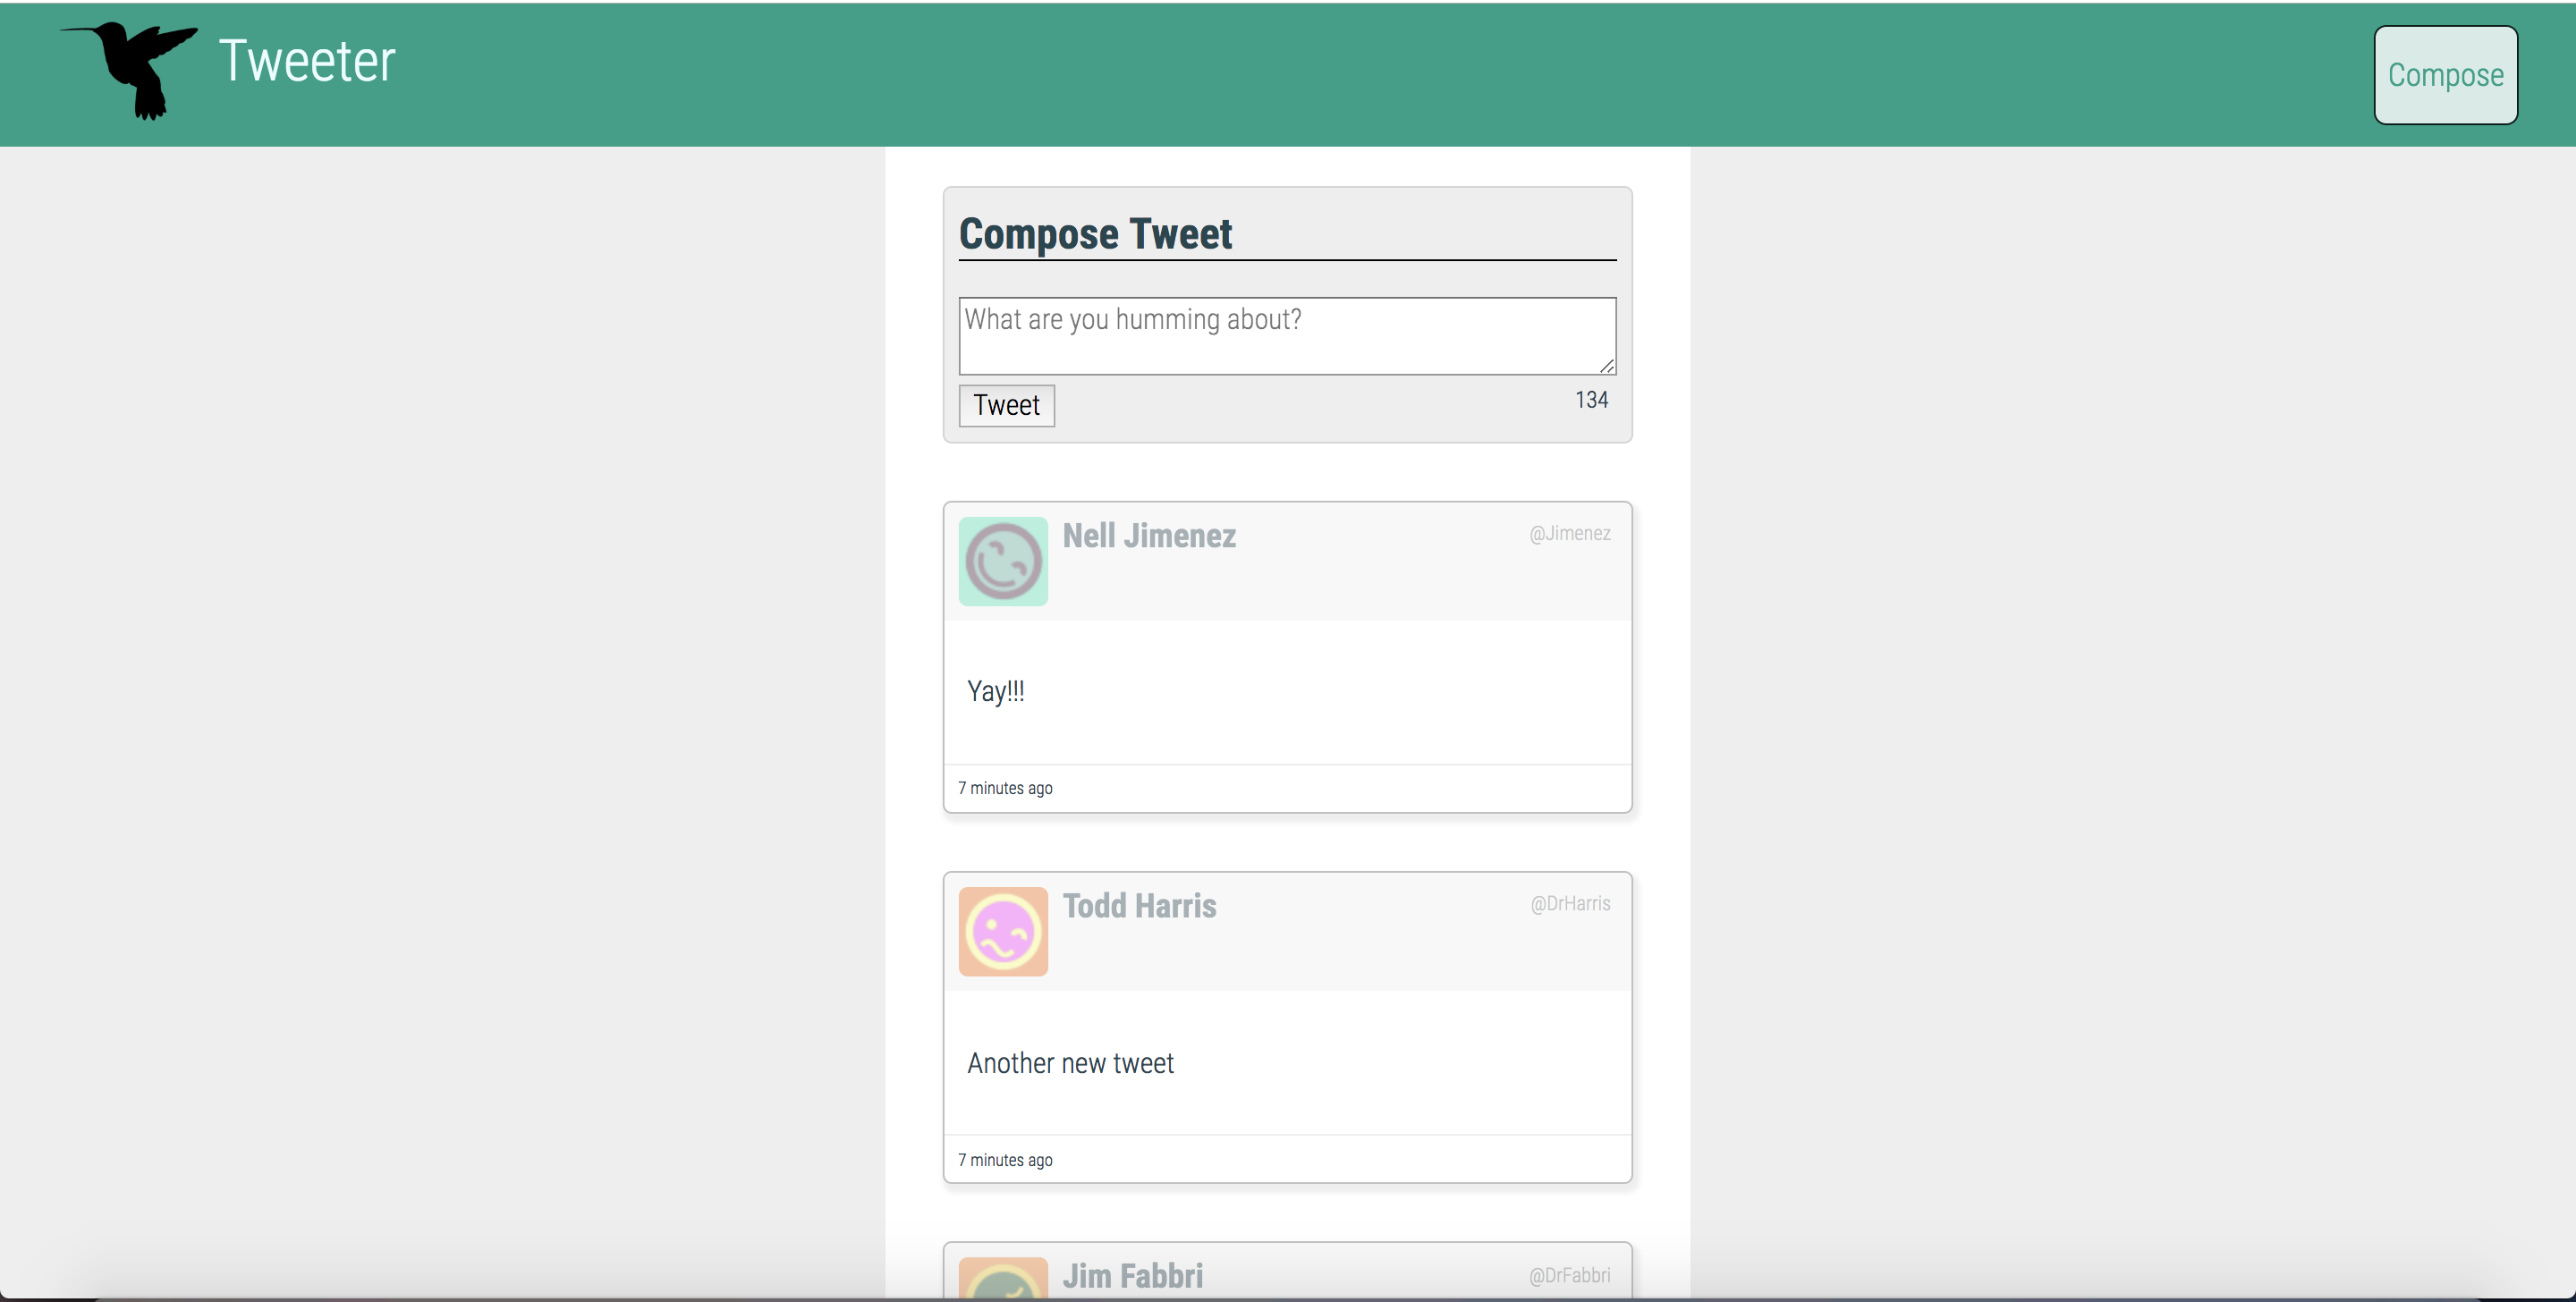 Tweeter
Compose
Compose Tweet
What are you humming about?
Tweet
134
Nell Jimenez
@Jimenez
Yay!!!
7 minutes ago
Todd Harris
@DrHarris
Another new tweet
7 minutes ago
Jim Fabbri
@DrFabbri